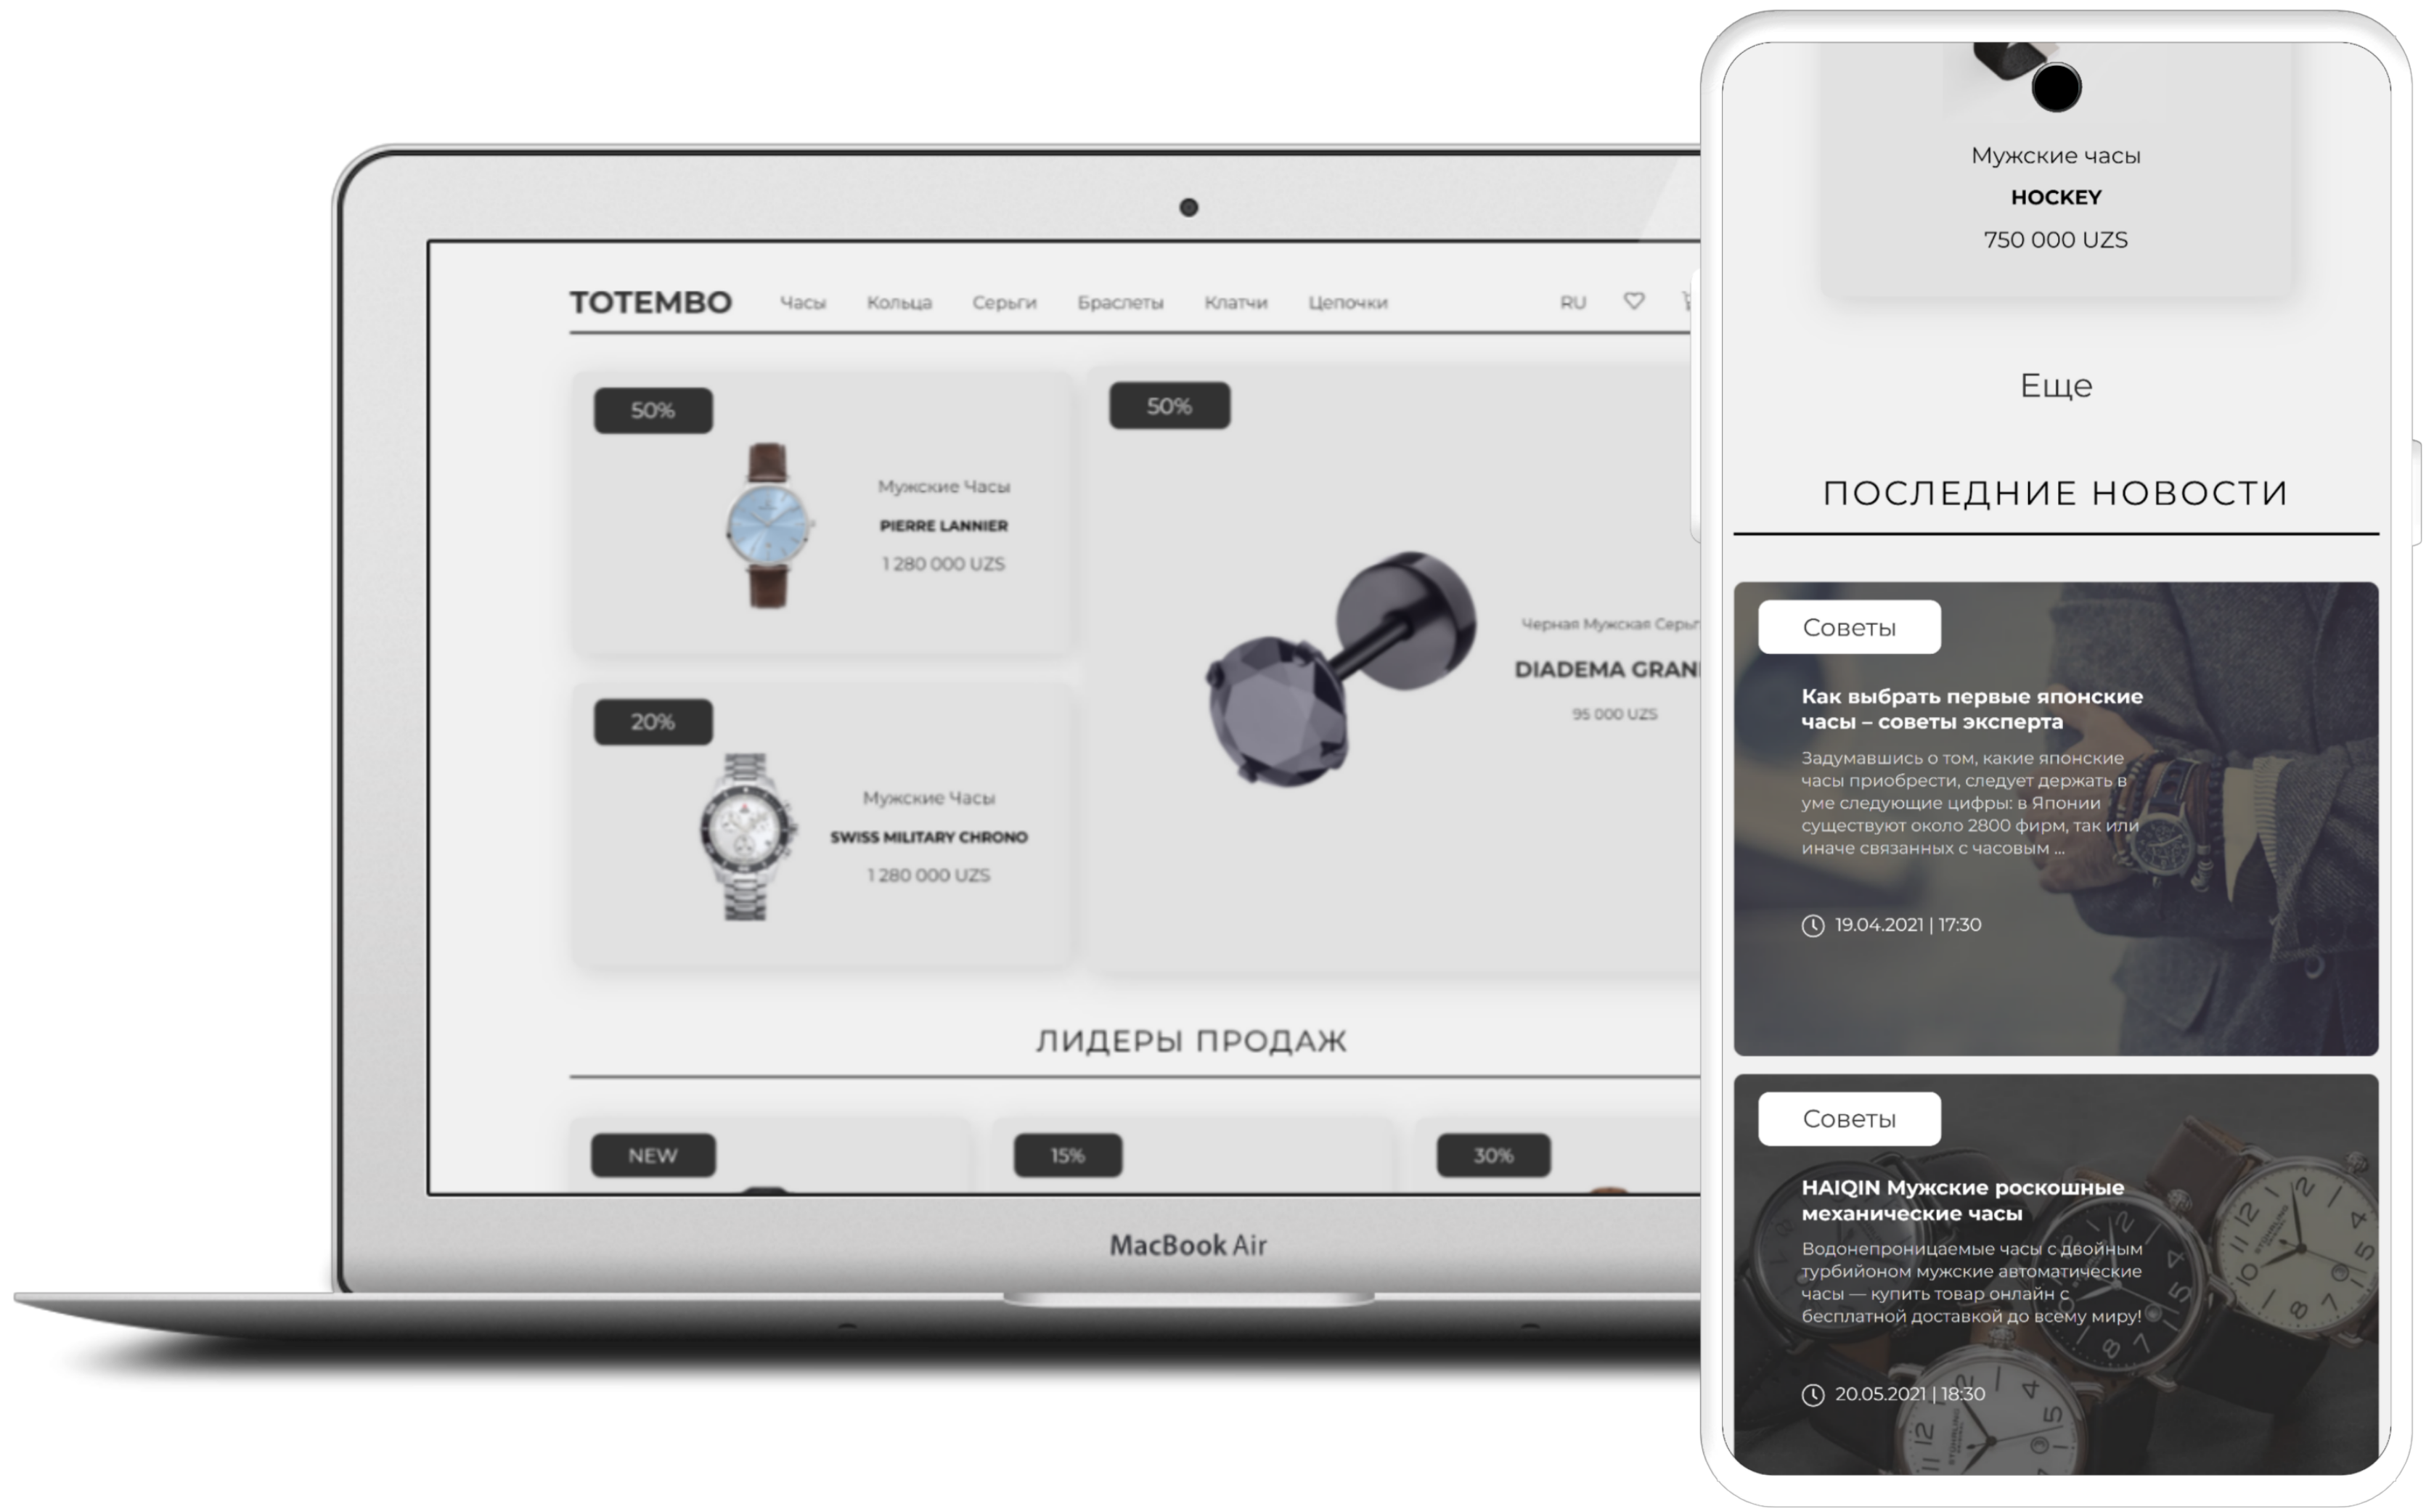 TOTEMBO
Часы
Кольца
Серьги
Браслеты
Клатчи
Цепочки
RU
50%
Мужские Часы
PIERRE LANNIER
1 280 000 UZS
20%
Мужские Часы
SWISS MILITARY CHRONO
1 280 000 UZS
50%
Черная Мужская
DIADEMA
95 000 UZS
ЛИДЕРЫ ПРОДАЖ
NEW
15%
30%
MacBook Air
Мужские часы
HOCKEY
750 000 UZS
Еще
ПОСЛЕДНИЕ НОВОСТИ
Советы
Как выбрать первые японские
часы – советы эксперта
Задумавшись о том, какие японские
часы приобрести, следует держать в
уме следующие цифры: в Японии
существуют около 2800 фирм, так или
иначе связанных с часовым ...
19.04.2021 | 17:30
Советы
HAIQIN Мужские роскошные
механические часы
Водонепроницаемые часы с двойным
турбийоном мужские автоматические
часы — купить товар онлайн с
бесплатной доставкой до всему миру!
20.05.2021 | 18:30